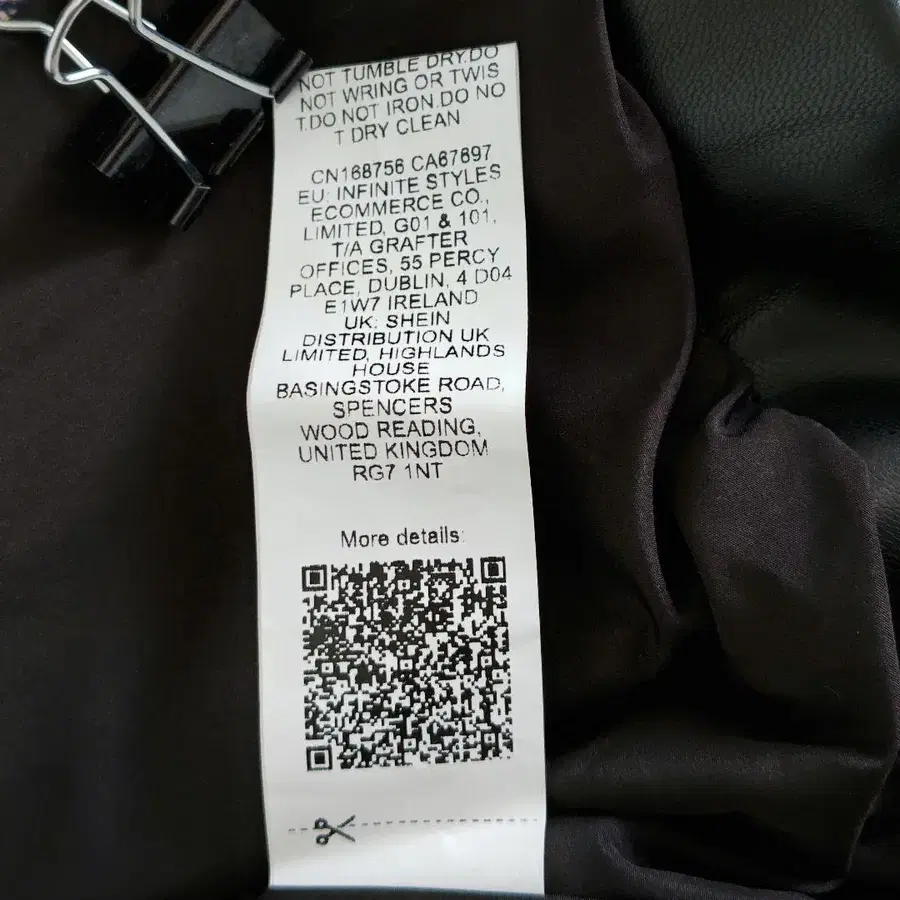 NOT TUMBLE DRY.DO
NOT WRING OR TWIS
T.DO NOT IRON.DO NO
T DRY CLEAN
CN168756 CA67697
EU: INFINITE STYLES
ECOMMERCE CO.,
LIMITED, G01 & 101,
T/A GRAFTER
OFFICES, 55 PERCY
PLACE, DUBLIN, 4 D04
E1W7 IRELAND
UK: SHEIN
DISTRIBUTION UK
LIMITED, HIGHLANDS
HOUSE
BASINGSTOKE ROAD,
SPENCERS
WOOD READING,
UNITED KINGDOM
RG7 1NT
More details: